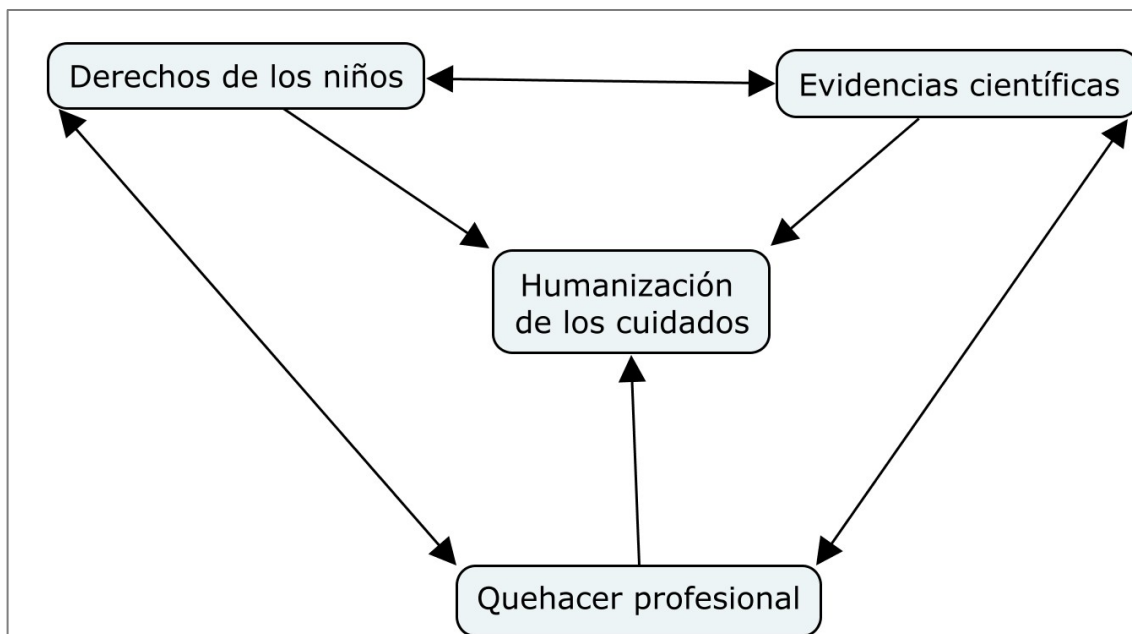 Derechos de los niños
Evidencias científicas
Humanización
de los cuidados
Quehacer profesional